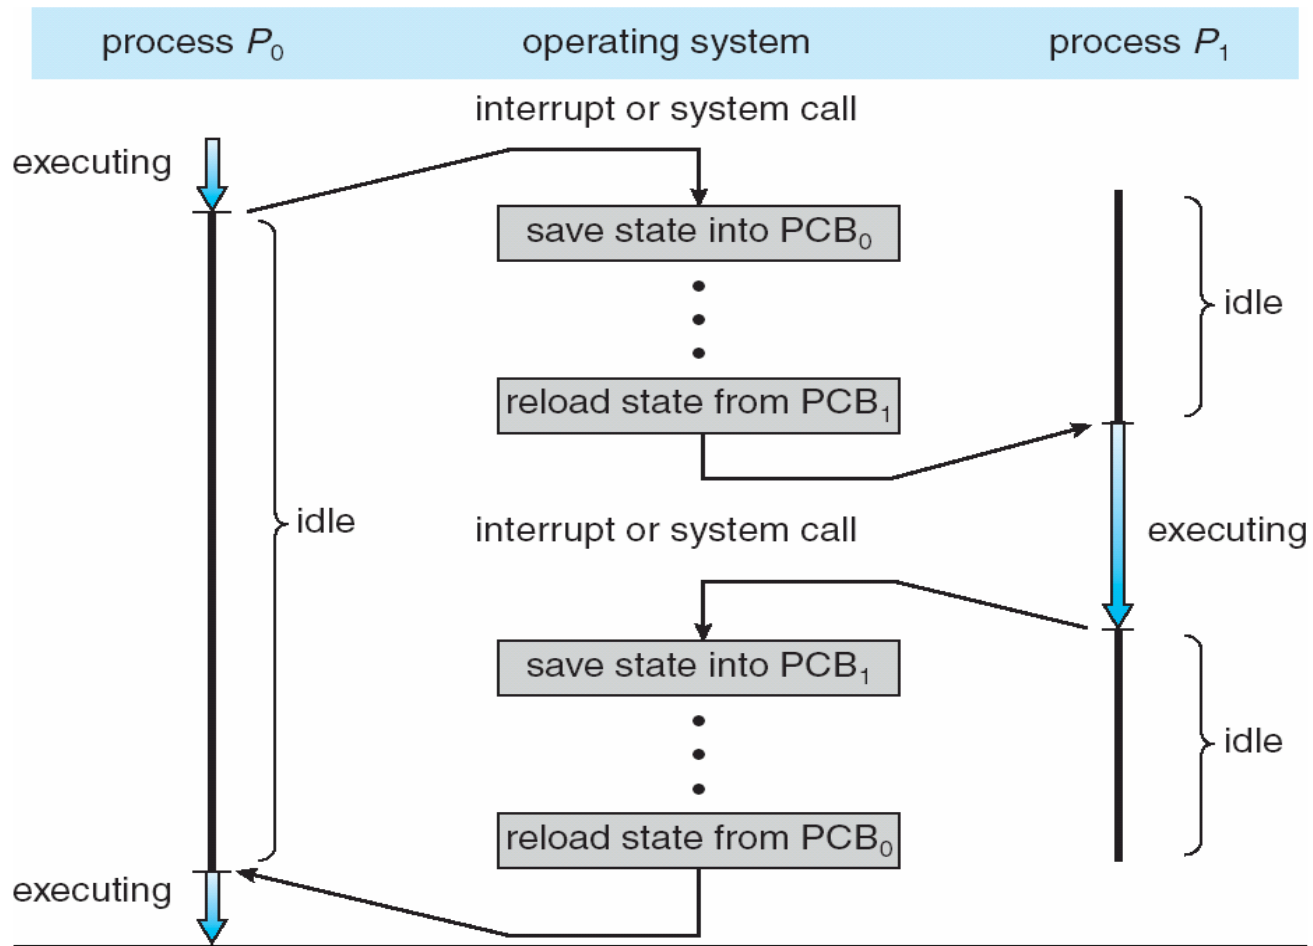 process P₀ operating system process P₁
interrupt or system call
executing
save state into PCB₀
idle
reload state from PCB₁
idle
interrupt or system call
executing
save state into PCB₁
idle
reload state from PCB₀
executing